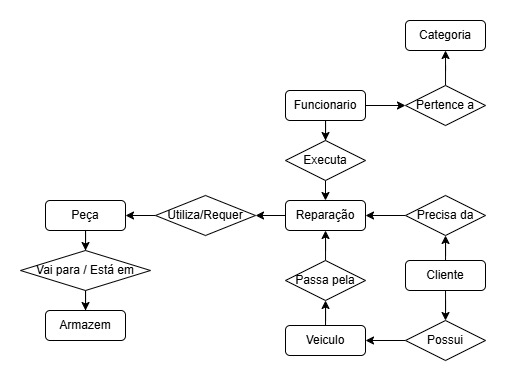 Categoria
Funcionario
Pertence a
Executa
Peça
Utiliza/Requer
Reparação
Precisa da
Vai para / Está em
Passa pela
Cliente
Armazem
Veiculo
Possui